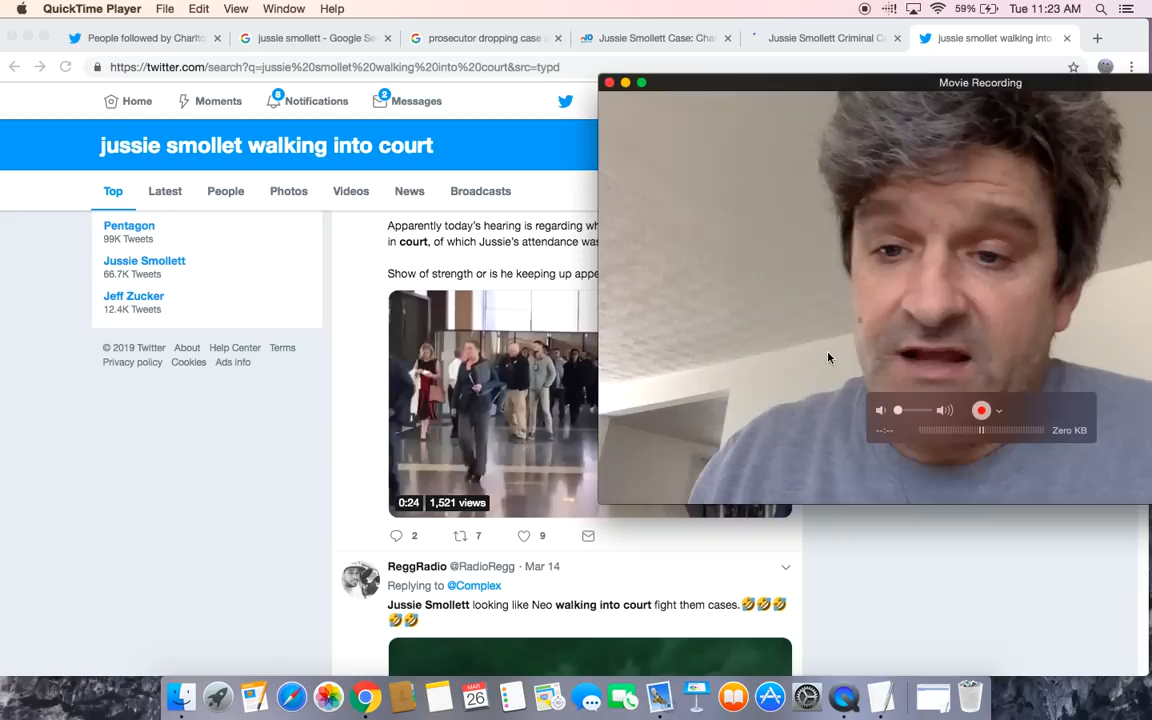 QuickTime Player File Edit View Window Help 59% Tue 11:23 AM
People followed by Charlto jussie smollett - Google Se prosecutor dropping case Jussie Smollett Case: Cha Jussie Smollett Criminal Ca jussie smollet walking into
https://twitter.com/search?q=jussie%20smollet%20walking%20into%20court&src=typd
Movie Recording
Home Moments 8 Notifications 2 Messages
jussie smollet walking into court
Top Latest People Photos Videos News Broadcasts
Pentagon
99K Tweets
Jussie Smollett
66.7K Tweets
Jeff Zucker
12.4K Tweets
© 2019 Twitter About Help Center Terms
Privacy policy Cookies Ads info
Apparently today's hearing is regarding wh
in court, of which Jussie's attendance was
Show of strength or is he keeping up appe
0:24 1,521 views
2 7 9
--:-- Zero KB
ReggRadio @RadioRegg · Mar 14
Replying to @Complex
Jussie Smollett looking like Neo walking into court fight them cases.🤣🤣🤣
🤣🤣
MAR
26